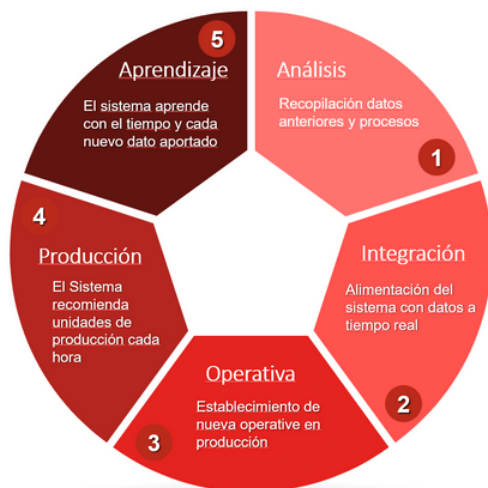 1
Análisis
Recopilación datos
anteriores y procesos
2
Integración
Alimentación del
sistema con datos a
tiempo real
3
Operativa
Establecimiento de
nueva operative en
producción
4
Producción
El Sistema
recomienda
unidades de
producción cada
hora
5
Aprendizaje
El sistema aprende
con el tiempo y cada
nuevo dato aportado